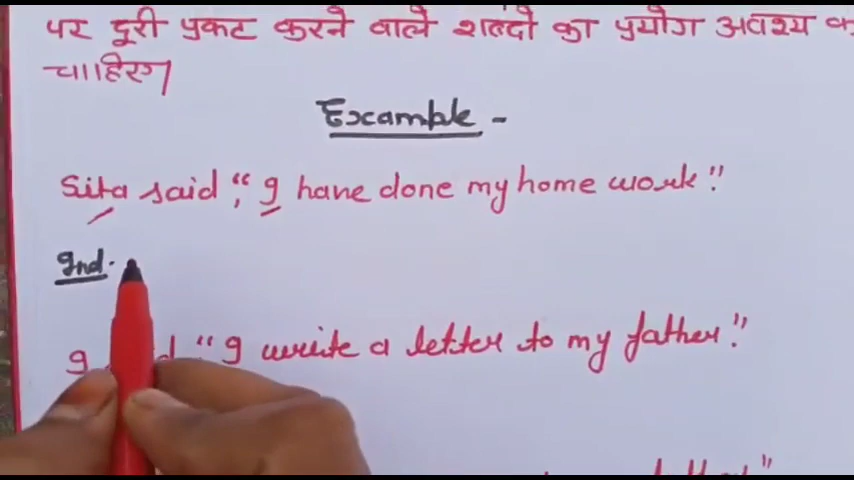 पर दूरी प्रकट करने वाले शब्दों का प्रयोग अवश्य
चाहिए।
Excamble -
Sita said, "I have done my home work."
Ind.
I "I write a letter to my father."